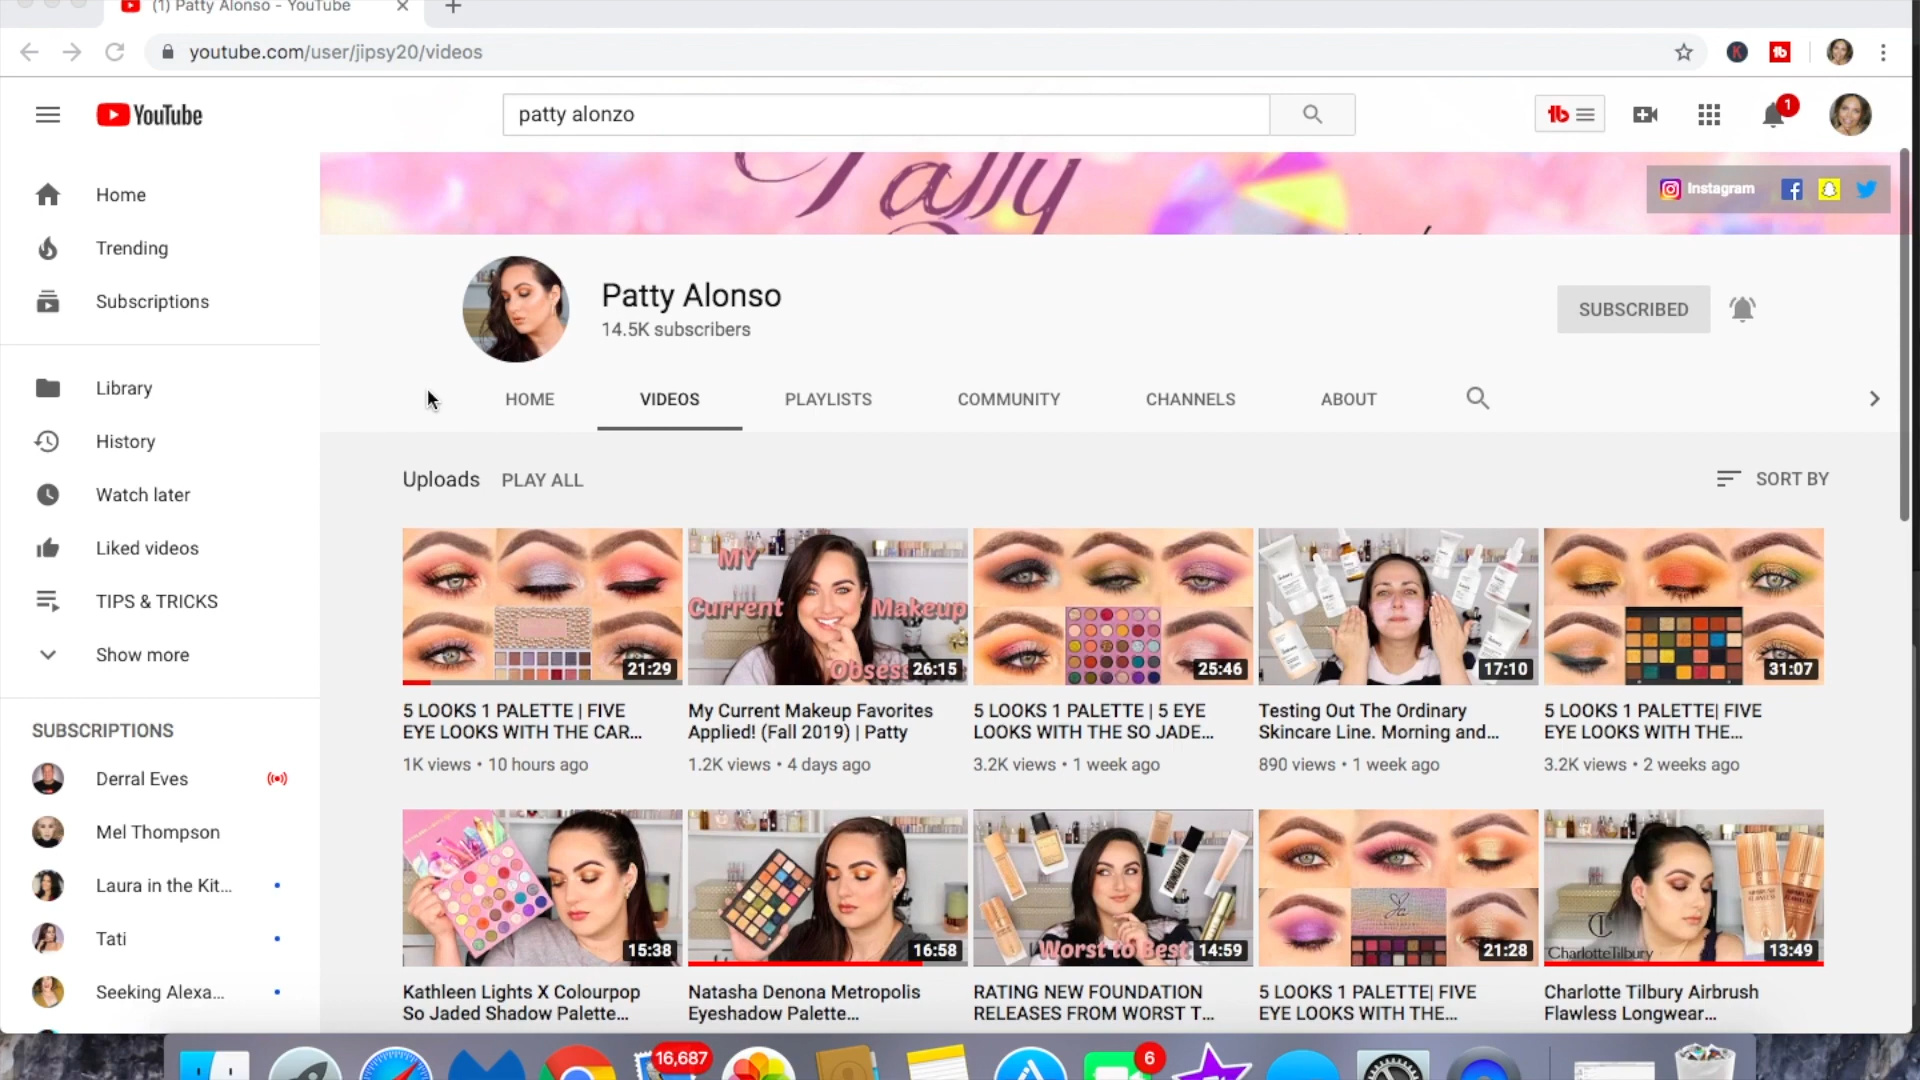 (1) Patty Alonso - YouTube
youtube.com/user/jipsy20/videos
YouTube
patty alonzo
1
Patty
Instagram
Home
Trending
Subscriptions
Library
History
Watch later
Liked videos
TIPS & TRICKS
Show more
SUBSCRIPTIONS
Derral Eves
Mel Thompson
Laura in the Kit...
Tati
Seeking Alexa...
Patty Alonso
14.5K subscribers
SUBSCRIBED
HOME VIDEOS PLAYLISTS COMMUNITY CHANNELS ABOUT
Uploads PLAY ALL
SORT BY
21:29
5 LOOKS 1 PALETTE | FIVE
EYE LOOKS WITH THE CAR...
1K views • 10 hours ago
MY
Current Makeup
Obsess
26:15
My Current Makeup Favorites
Applied! (Fall 2019) | Patty
1.2K views • 4 days ago
25:46
5 LOOKS 1 PALETTE | 5 EYE
LOOKS WITH THE SO JADE...
3.2K views • 1 week ago
17:10
Testing Out The Ordinary
Skincare Line. Morning and...
890 views • 1 week ago
31:07
5 LOOKS 1 PALETTE| FIVE
EYE LOOKS WITH THE...
3.2K views • 2 weeks ago
15:38
Kathleen Lights X Colourpop
So Jaded Shadow Palette...
16:58
Natasha Denona Metropolis
Eyeshadow Palette...
FOUNDATION
Worst to Best
14:59
RATING NEW FOUNDATION
RELEASES FROM WORST T...
21:28
5 LOOKS 1 PALETTE| FIVE
EYE LOOKS WITH THE...
CharlotteTilbury
13:49
Charlotte Tilbury Airbrush
Flawless Longwear...
16,687
6